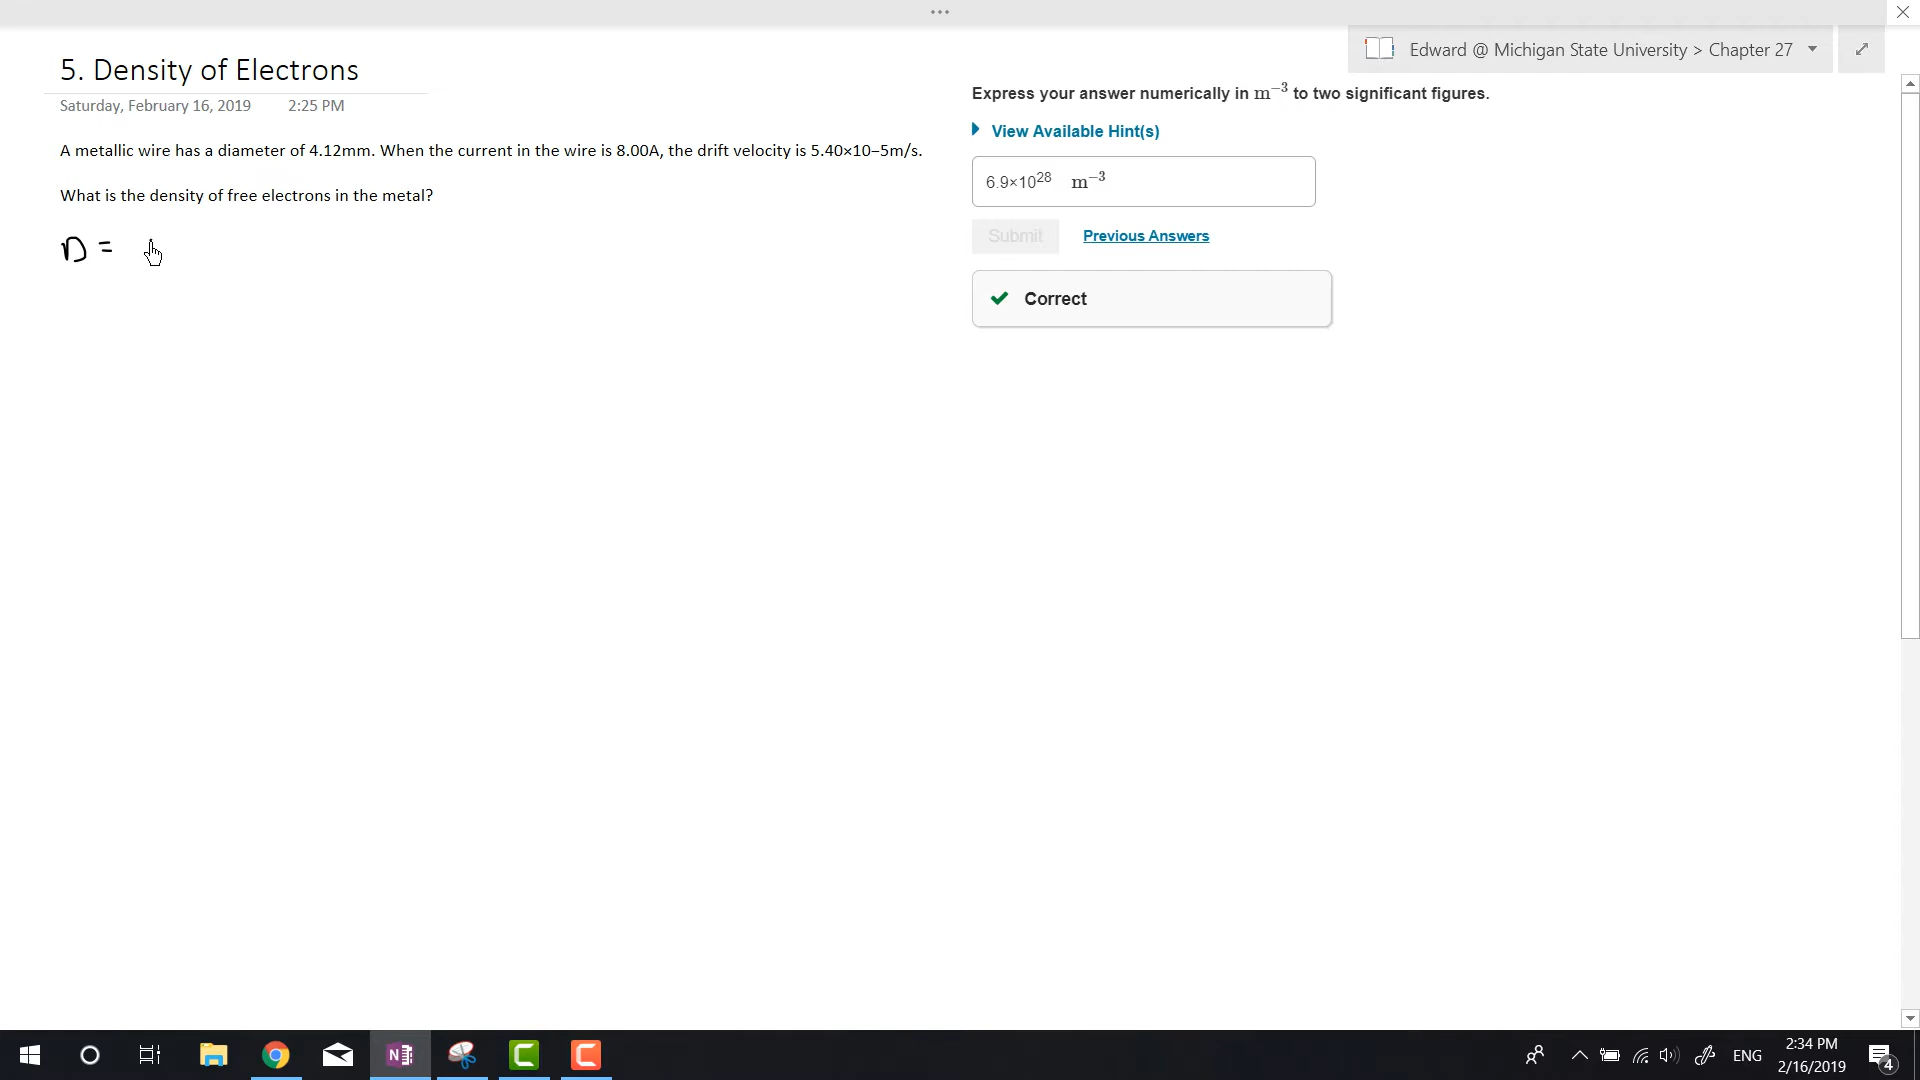 Edward @ Michigan State University > Chapter 27
5. Density of Electrons
Saturday, February 16, 2019 2:25 PM
A metallic wire has a diameter of 4.12mm. When the current in the wire is 8.00A, the drift velocity is 5.40×10−5m/s.
What is the density of free electrons in the metal?
n =
Express your answer numerically in m⁻³ to two significant figures.
View Available Hint(s)
6.9×10²⁸ m⁻³
Submit Previous Answers
Correct
ENG
2:34 PM
2/16/2019
4